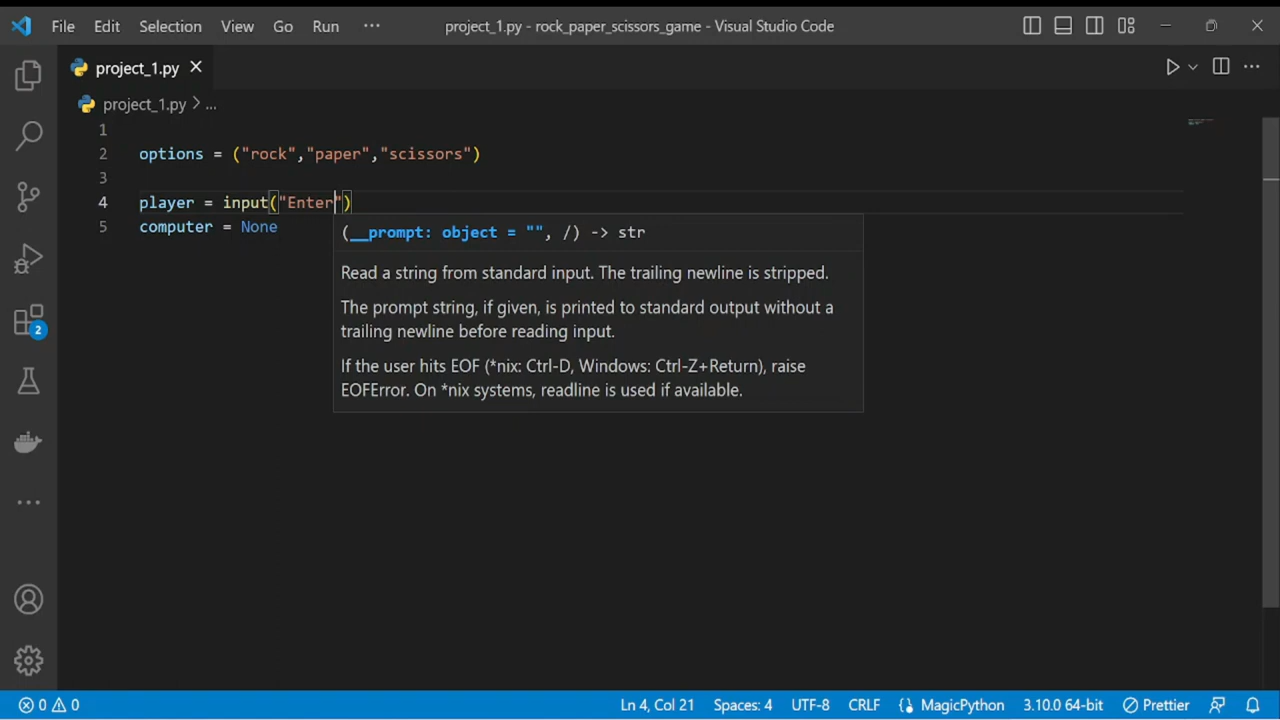 File Edit Selection View Go Run ··· project_1.py - rock_paper_scissors_game - Visual Studio Code
project_1.py
project_1.py > ...
1
2 options = ("rock","paper","scissors")
3
4 player = input("Enter")
5 computer = None
(__prompt: object = "", /) -> str
Read a string from standard input. The trailing newline is stripped.
The prompt string, if given, is printed to standard output without a
trailing newline before reading input.
If the user hits EOF (*nix: Ctrl-D, Windows: Ctrl-Z+Return), raise
EOFError. On *nix systems, readline is used if available.
2
0 0 Ln 4, Col 21 Spaces: 4 UTF-8 CRLF MagicPython 3.10.0 64-bit Prettier